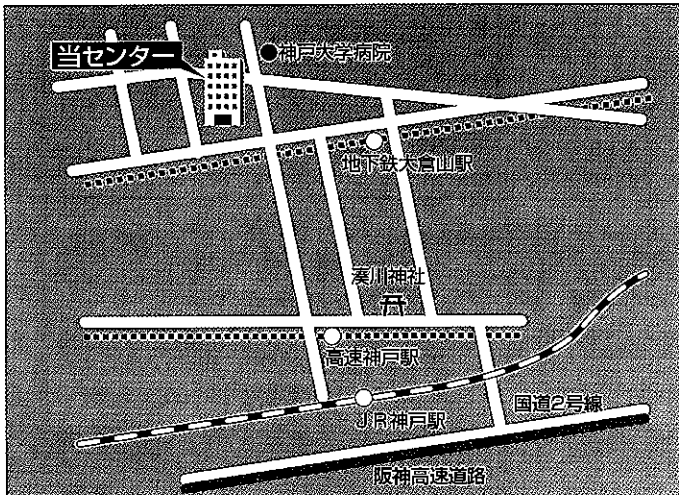 当センター
神戸大学病院
地下鉄大倉山駅
湊川神社
高速神戸駅
JR神戸駅
国道2号線
阪神高速道路